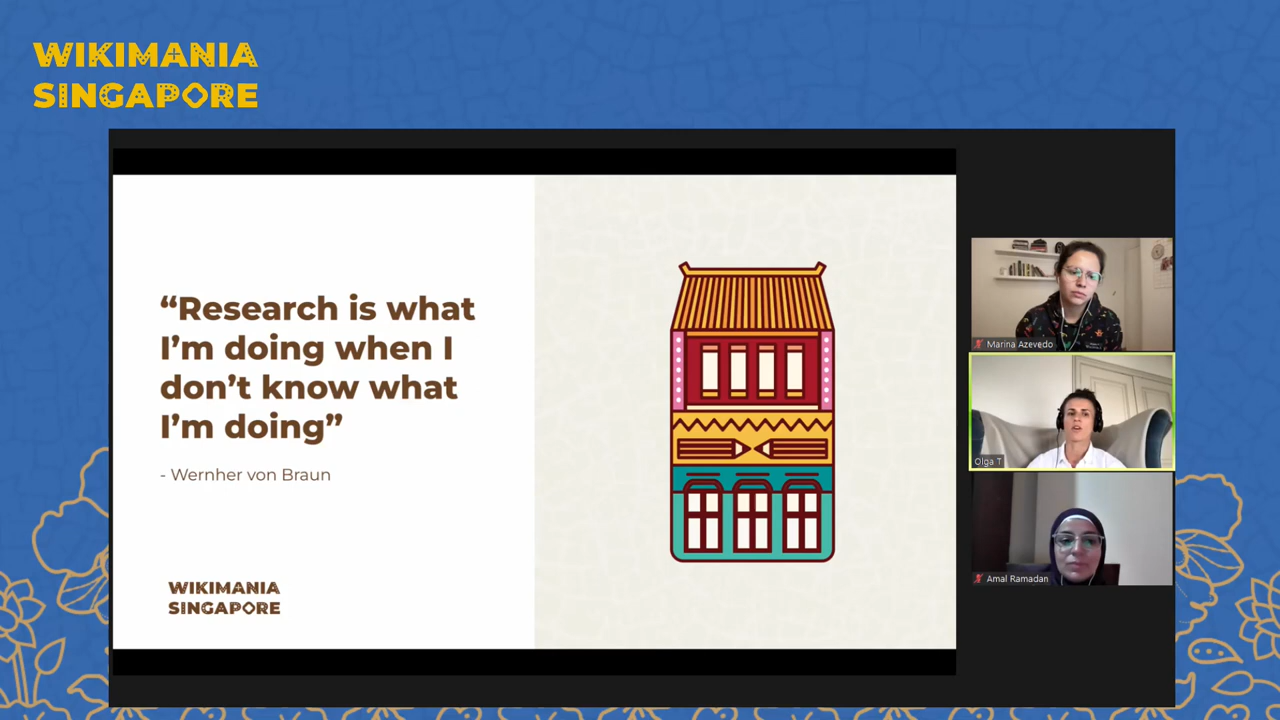 WIKIMANIA
SINGAPORE
“Research is what
I’m doing when I
don’t know what
I’m doing”
- Wernher von Braun
WIKIMANIA
SINGAPORE
Marina Azevedo
Olga T
Amal Ramadan